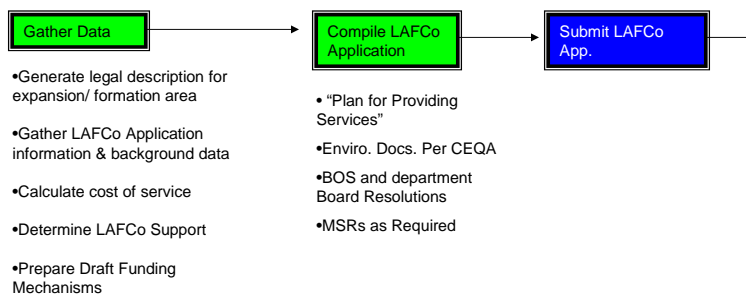 Gather Data
•Generate legal description for
expansion/ formation area
•Gather LAFCo Application
information & background data
•Calculate cost of service
•Determine LAFCo Support
•Prepare Draft Funding
Mechanisms
Compile LAFCo
Application
• “Plan for Providing
Services”
•Enviro. Docs. Per CEQA
•BOS and department
Board Resolutions
•MSRs as Required
Submit LAFCo
App.